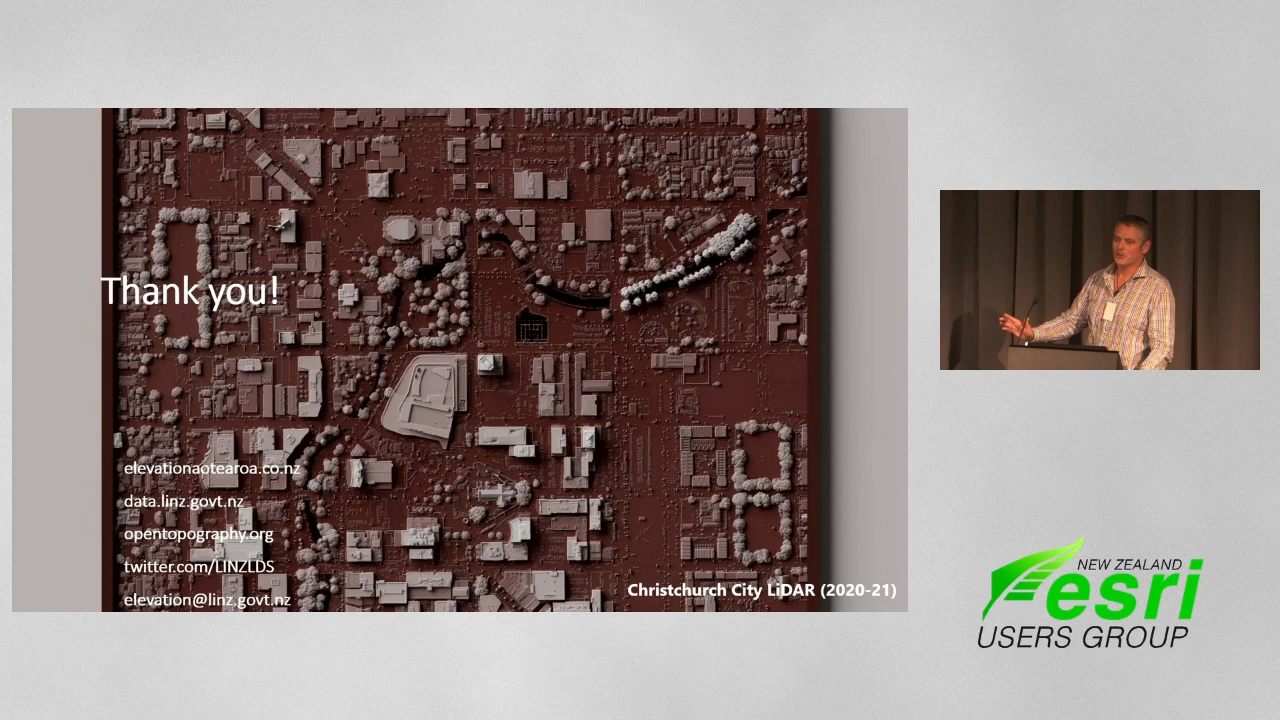 Thank you!
elevationaotearoa.co.nz
data.linz.govt.nz
opentopography.org
twitter.com/LINZLDS
elevation@linz.govt.nz
Christchurch City LiDAR (2020-21)
NEW ZEALAND
esri
USERS GROUP